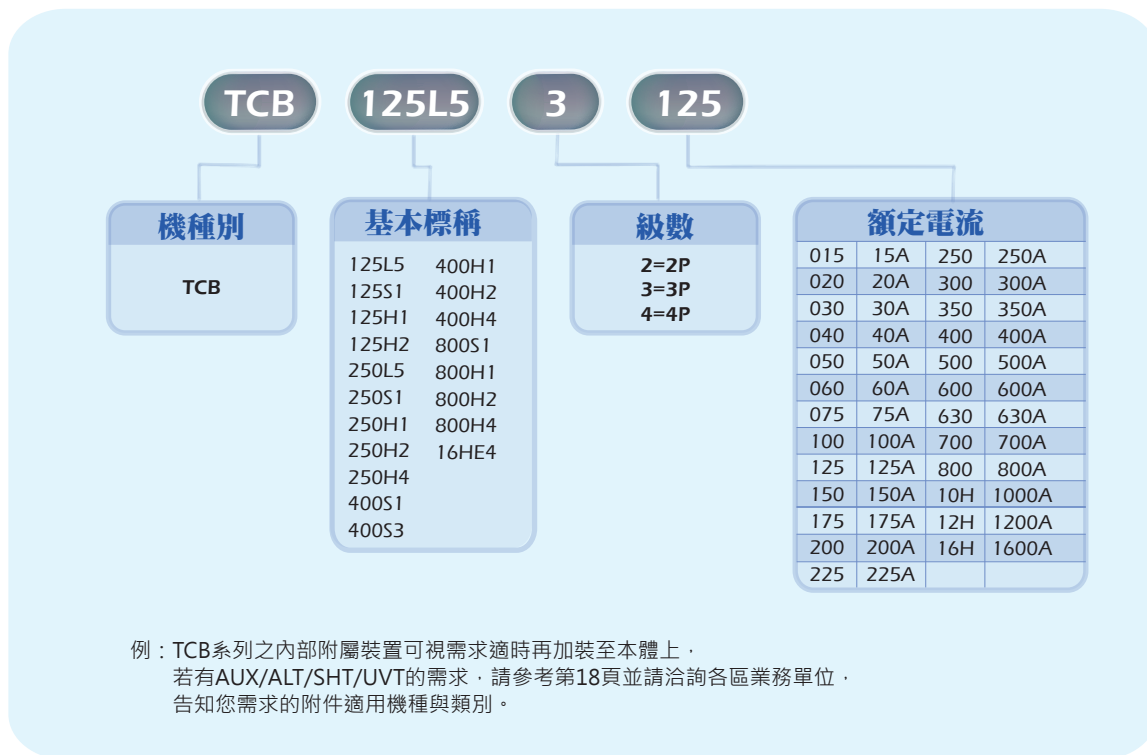 TCB 125L5 3 125
機種別
TCB
基本標稱
125L5 400H1
125S1 400H2
125H1 400H4
125H2 800S1
250L5 800H1
250S1 800H2
250H1 800H4
250H2 16HE4
250H4
400S1
400S3
級數
2=2P
3=3P
4=4P
額定電流
015 15A 250 250A
020 20A 300 300A
030 30A 350 350A
040 40A 400 400A
050 50A 500 500A
060 60A 600 600A
075 75A 630 630A
100 100A 700 700A
125 125A 800 800A
150 150A 10H 1000A
175 175A 12H 1200A
200 200A 16H 1600A
225 225A
例：TCB系列之內部附屬裝置可視需求適時再加裝至本體上，
若有AUX/ALT/SHT/UVT的需求，請參考第18頁並請洽詢各區業務單位，
告知您需求的附件適用機種與類別。